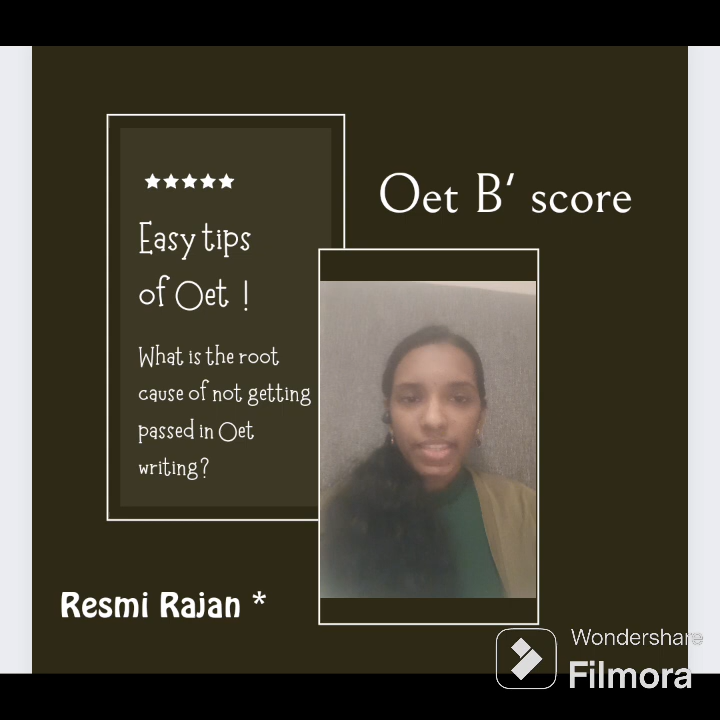 Oet B' score
★★★★★
Easy tips
of Oet !
What is the root
cause of not getting
passed in Oet
writing?
Resmi Rajan *
Wondershare
Filmora